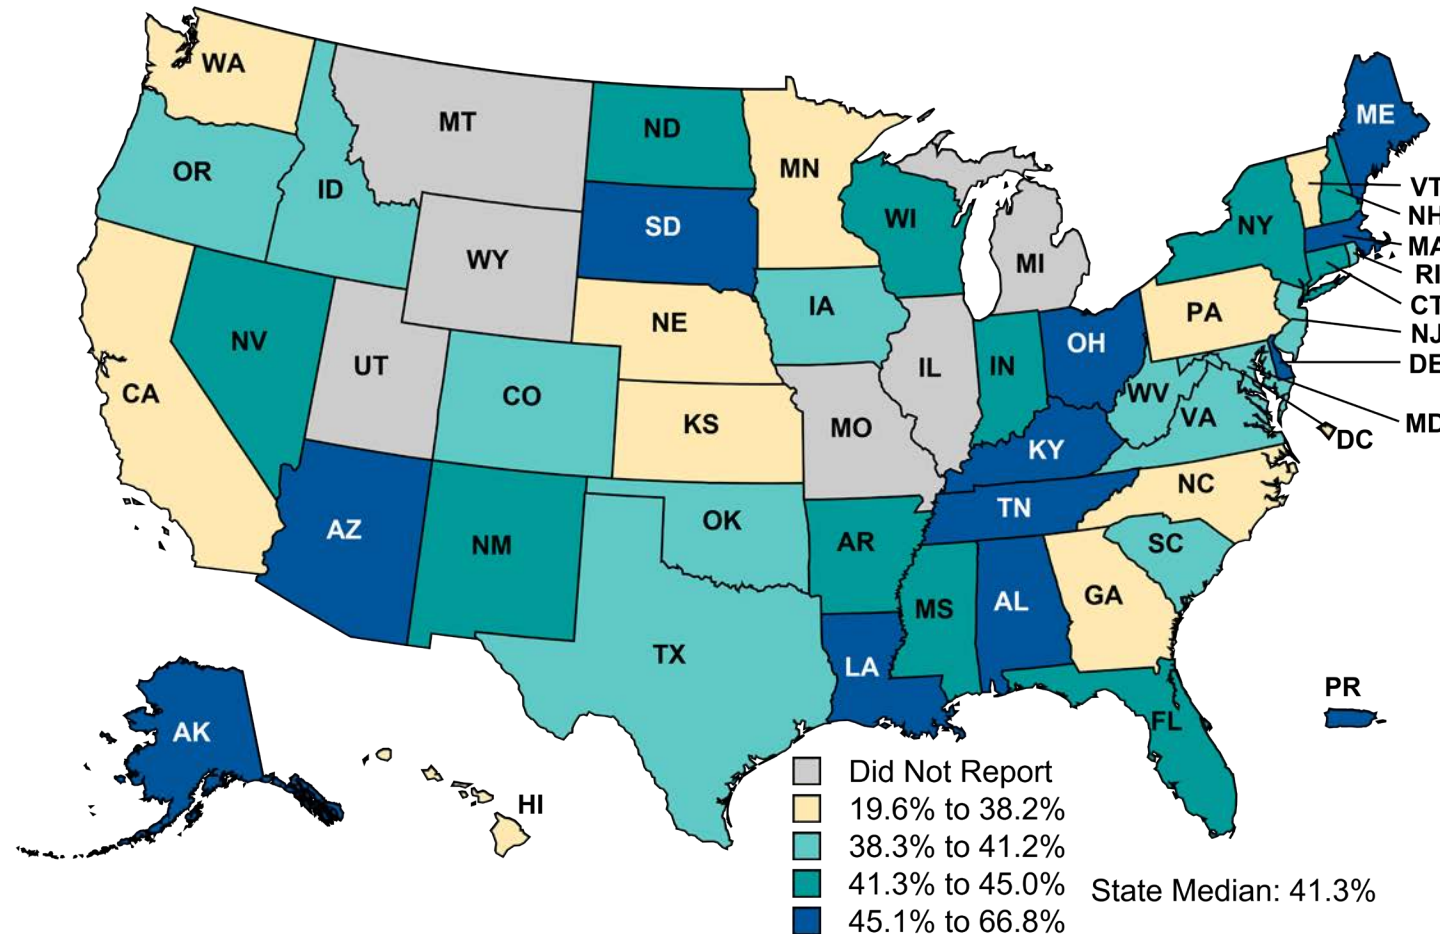 WA
MT
ND
MN
ME
OR
ID
WI
SD
WY
MI
NY
VT
NH
MA
RI
CT
NJ
DE
MD
DC
NE
IA
PA
NV
UT
CO
CA
KS
MO
IL
IN
OH
WV
VA
KY
NC
TN
SC
AZ
NM
OK
AR
MS
AL
GA
TX
LA
FL
AK
HI
PR
Did Not Report
19.6% to 38.2%
38.3% to 41.2%
41.3% to 45.0%
State Median: 41.3%
45.1% to 66.8%